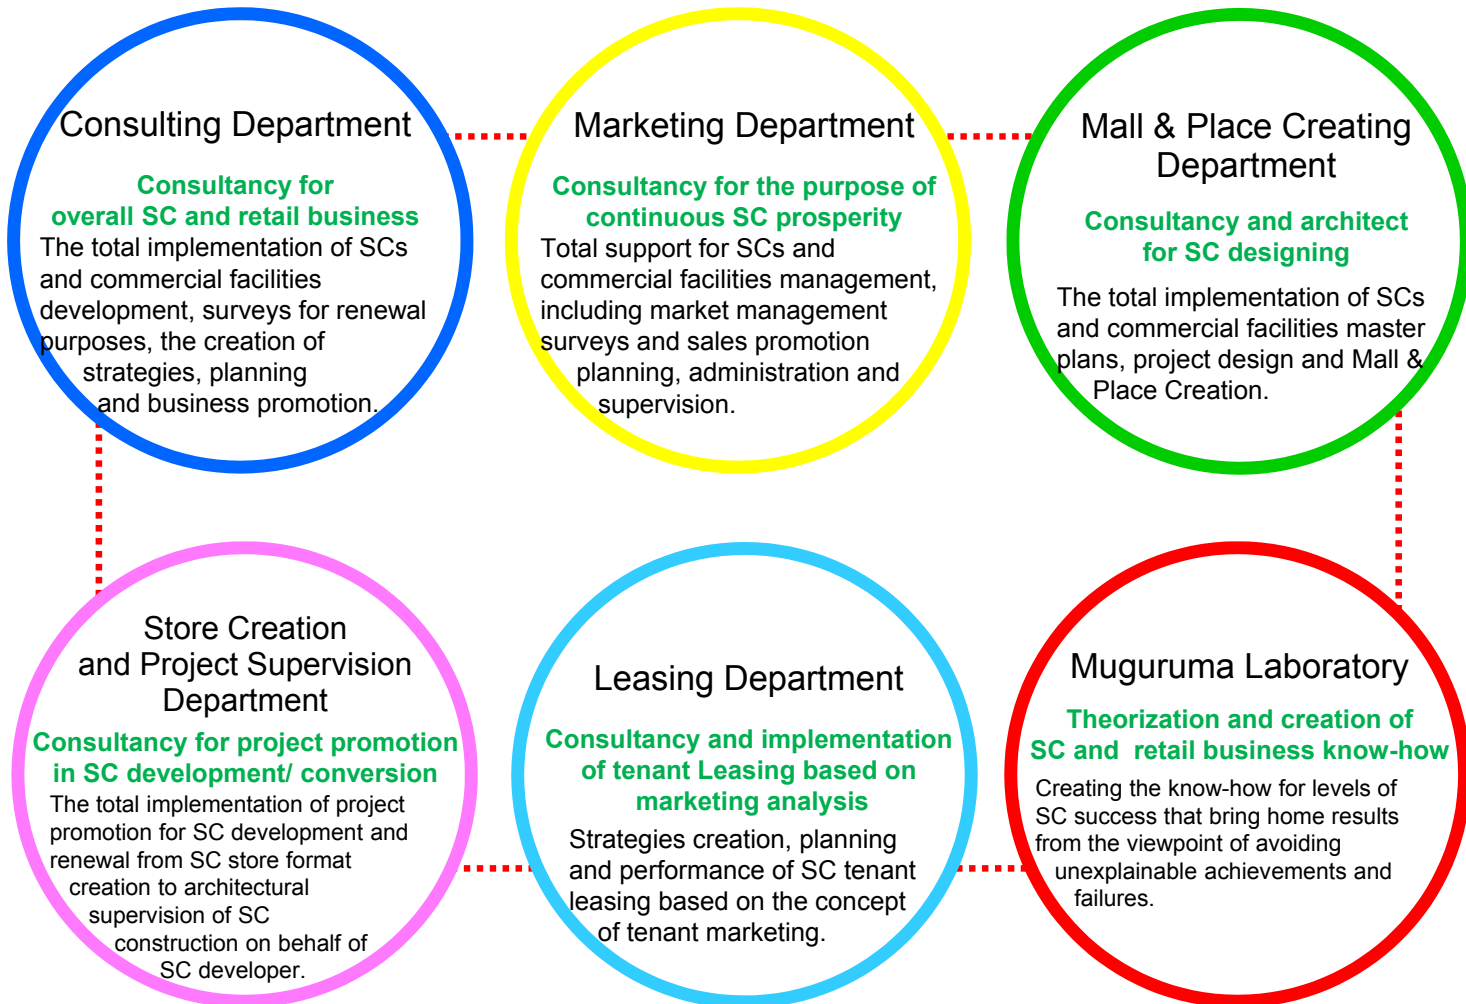 Consulting Department
Consultancy for
overall SC and retail business
The total implementation of SCs
and commercial facilities
development, surveys for renewal
purposes, the creation of
strategies, planning
and business promotion.
Marketing Department
Consultancy for the purpose of
continuous SC prosperity
Total support for SCs and
commercial facilities management,
including market management
surveys and sales promotion
planning, administration and
supervision.
Mall & Place Creating
Department
Consultancy and architect
for SC designing
The total implementation of SCs
and commercial facilities master
plans, project design and Mall &
Place Creation.
Store Creation
and Project Supervision
Department
Consultancy for project promotion
in SC development/ conversion
The total implementation of project
promotion for SC development and
renewal from SC store format
creation to architectural
supervision of SC
construction on behalf of
SC developer.
Leasing Department
Consultancy and implementation
of tenant Leasing based on
marketing analysis
Strategies creation, planning
and performance of SC tenant
leasing based on the concept
of tenant marketing.
Muguruma Laboratory
Theorization and creation of
SC and  retail business know-how
Creating the know-how for levels of
SC success that bring home results
from the viewpoint of avoiding
unexplainable achievements and
failures.